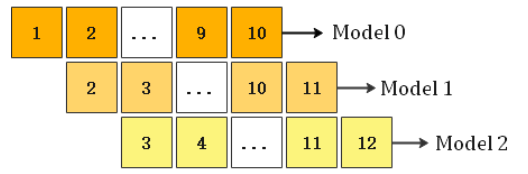 1 2 ... 9 10 Model 0
2 3 ... 10 11 Model 1
3 4 ... 11 12 Model 2